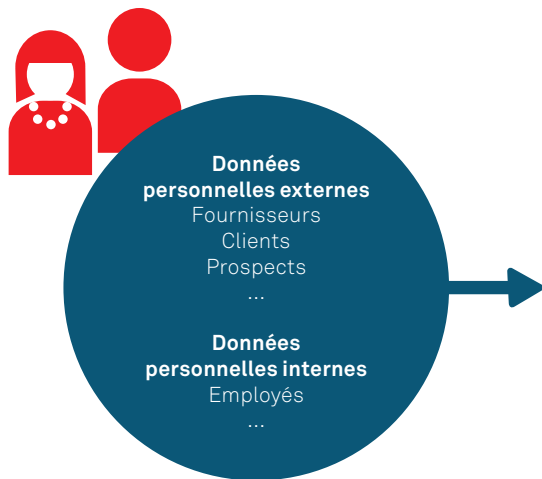 Données
personnelles externes
Fournisseurs
Clients
Prospects
...
Données
personnelles internes
Employés
...